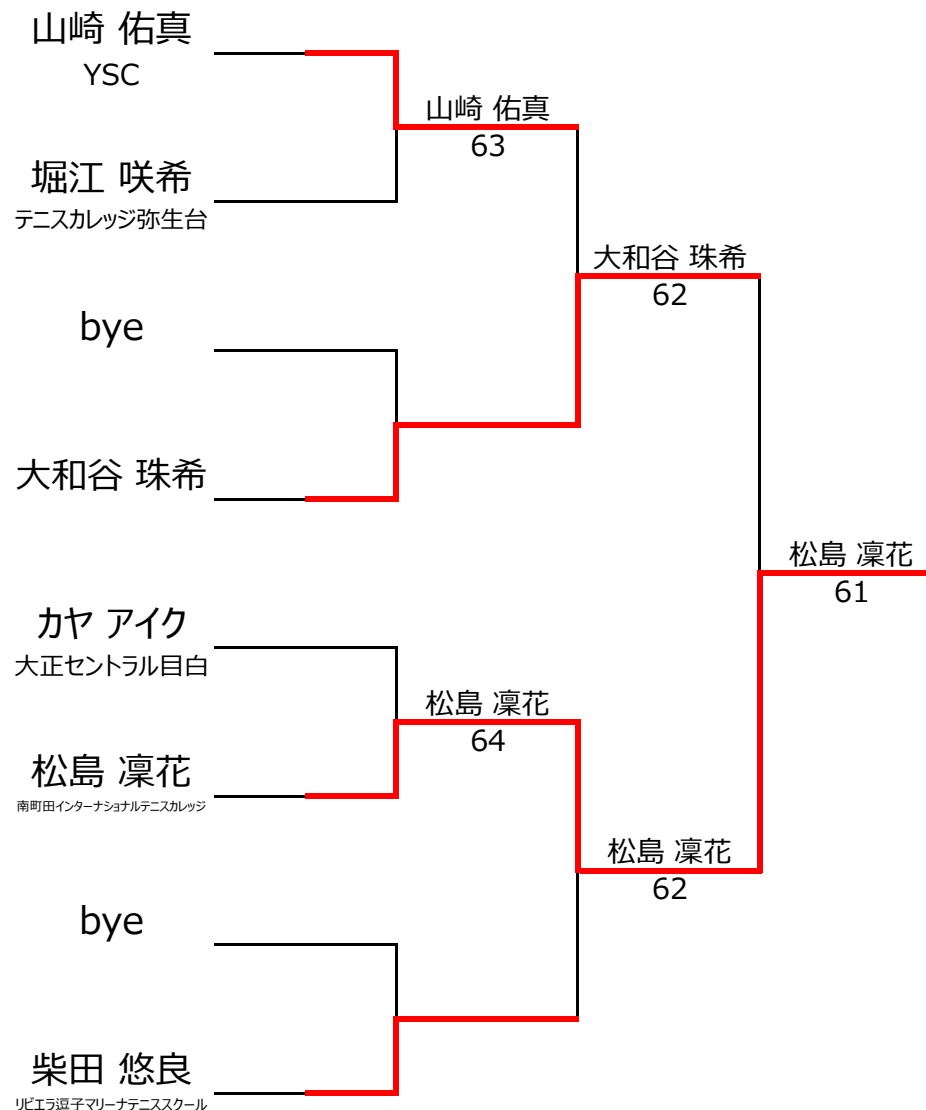 山崎 佑真
YSC
山崎 佑真
63
堀江 咲希
テニスカレッジ弥生台
大和谷 珠希
62
bye
大和谷 珠希
松島 凜花
61
カヤ アイク
大正セントラル目白
松島 凜花
64
松島 凜花
南町田インターナショナルテニスカレッジ
松島 凜花
62
bye
柴田 悠良
リビエラ逗子マリーナテニススクール